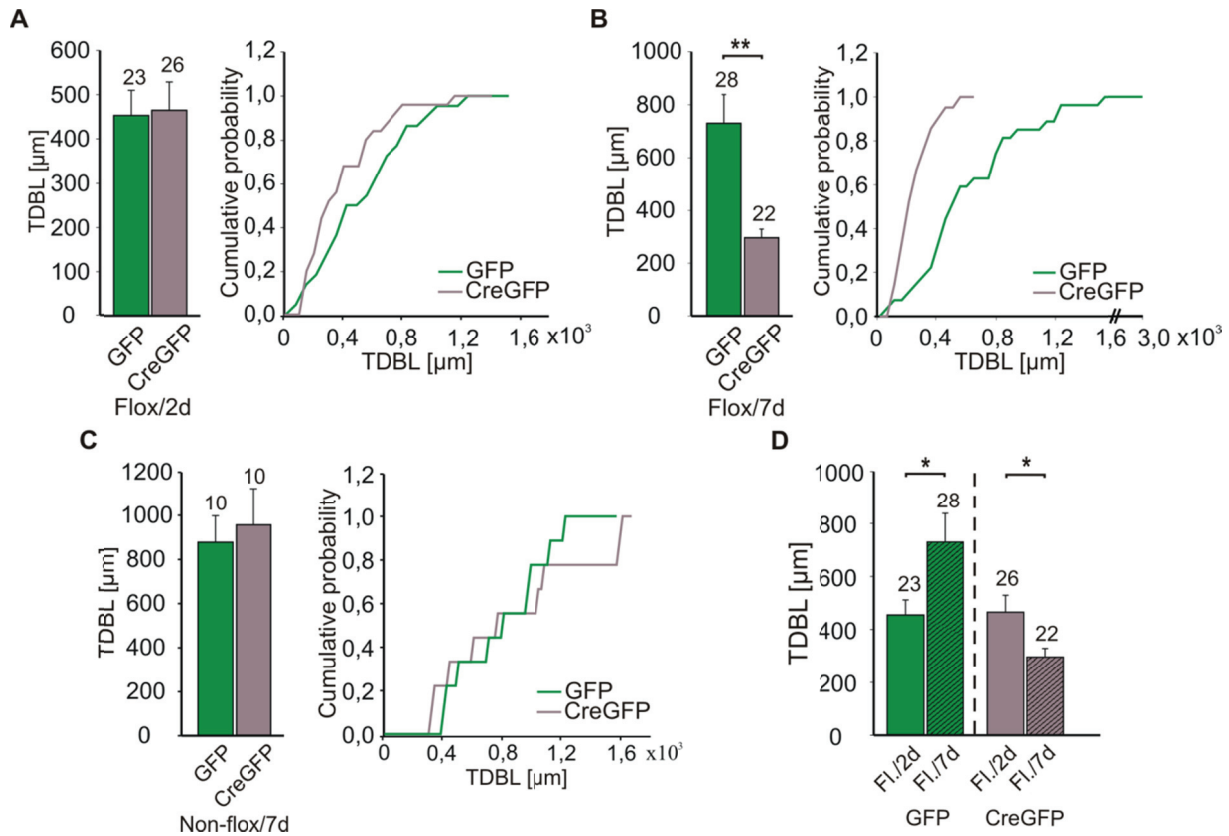 A
TDBL [µm]
600
500
400
300
200
100
0
23
26
GFP
CreGFP
Flox/2d
Cumulative probability
1,2
1,0
0,8
0,6
0,4
0,2
0,0
GFP
CreGFP
0
0,4
0,8
1,2
1,6
x10³
TDBL [µm]
B
TDBL [µm]
1000
800
600
400
200
0
**
28
22
GFP
CreGFP
Flox/7d
Cumulative probability
1,2
1,0
0,8
0,6
0,4
0,2
0,0
GFP
CreGFP
0
0,4
0,8
1,2
1,6
3,0
x10³
TDBL [µm]
C
TDBL [µm]
1200
1000
800
600
400
200
0
10
10
GFP
CreGFP
Non-flox/7d
Cumulative probability
1,2
1,0
0,8
0,6
0,4
0,2
0,0
GFP
CreGFP
0
0,4
0,8
1,2
1,6
x10³
TDBL [µm]
D
TDBL [µm]
1000
800
600
400
200
0
*
*
23
28
26
22
Fl./2d
Fl./7d
Fl./2d
Fl./7d
GFP
CreGFP